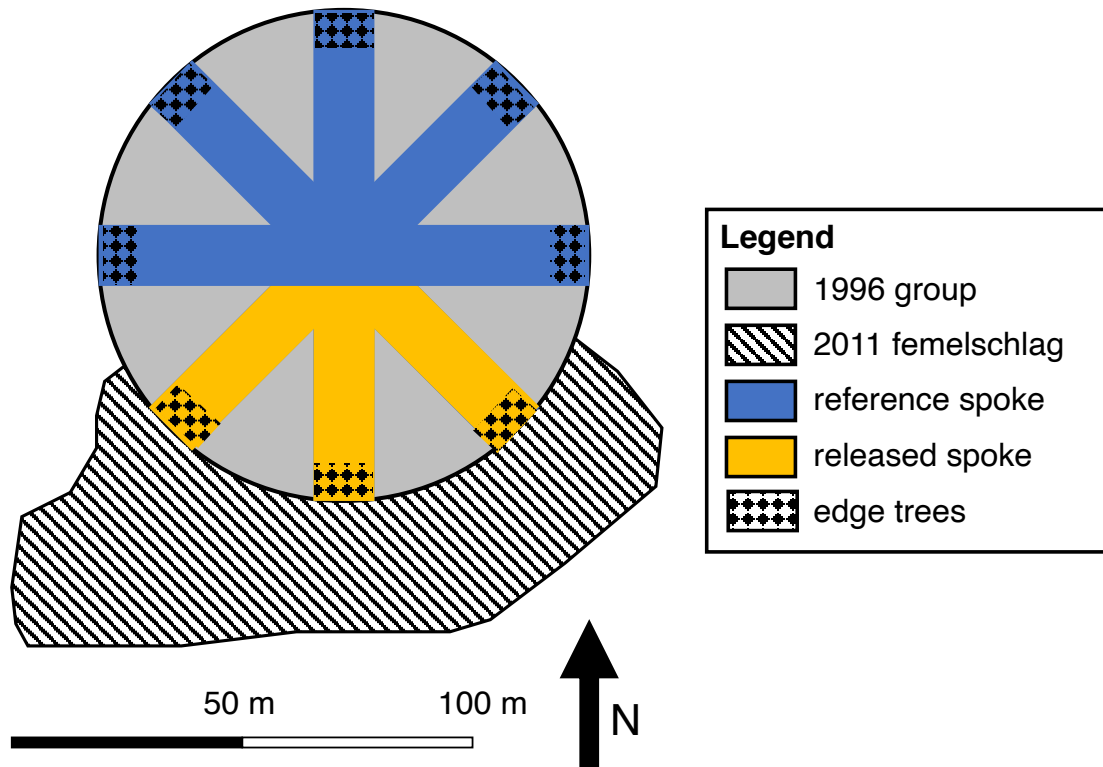 Legend
1996 group
2011 femelschlag
reference spoke
released spoke
edge trees
50 m
100 m
N